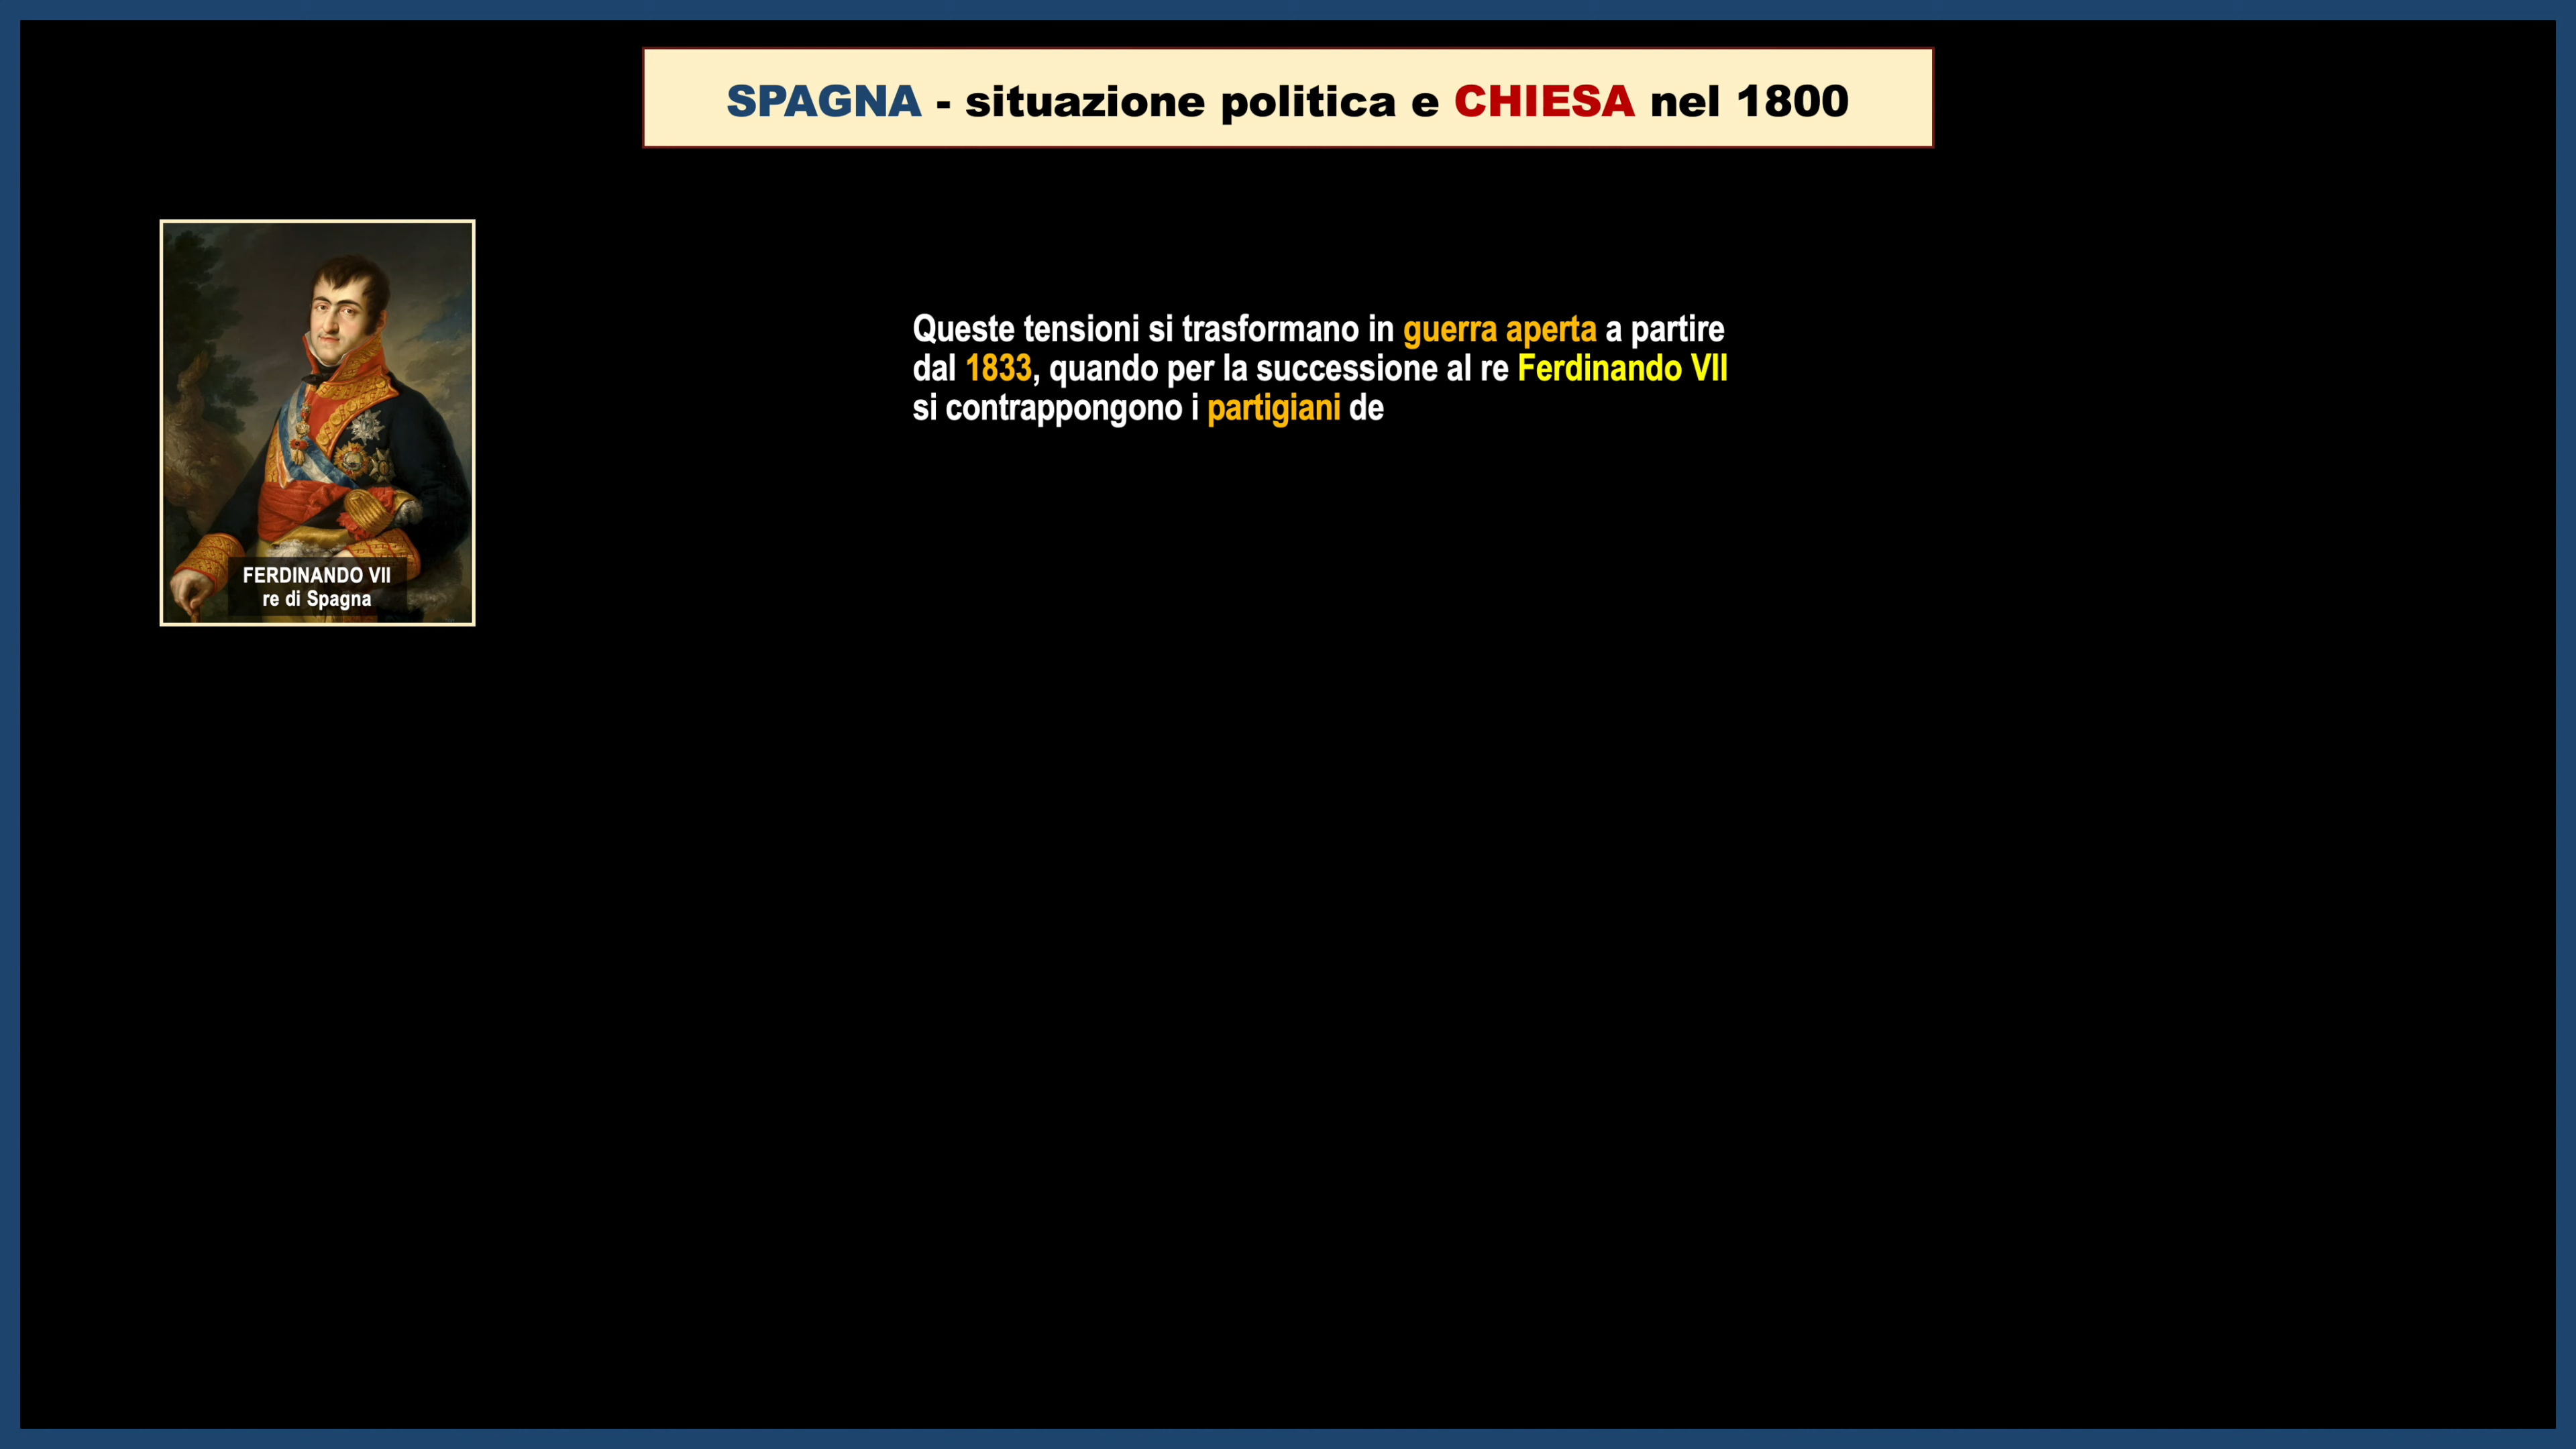 SPAGNA - situazione politica e CHIESA nel 1800
FERDINANDO VII
re di Spagna
Queste tensioni si trasformano in guerra aperta a partire
dal 1833, quando per la successione al re Ferdinando VII
si contrappongono i partigiani de